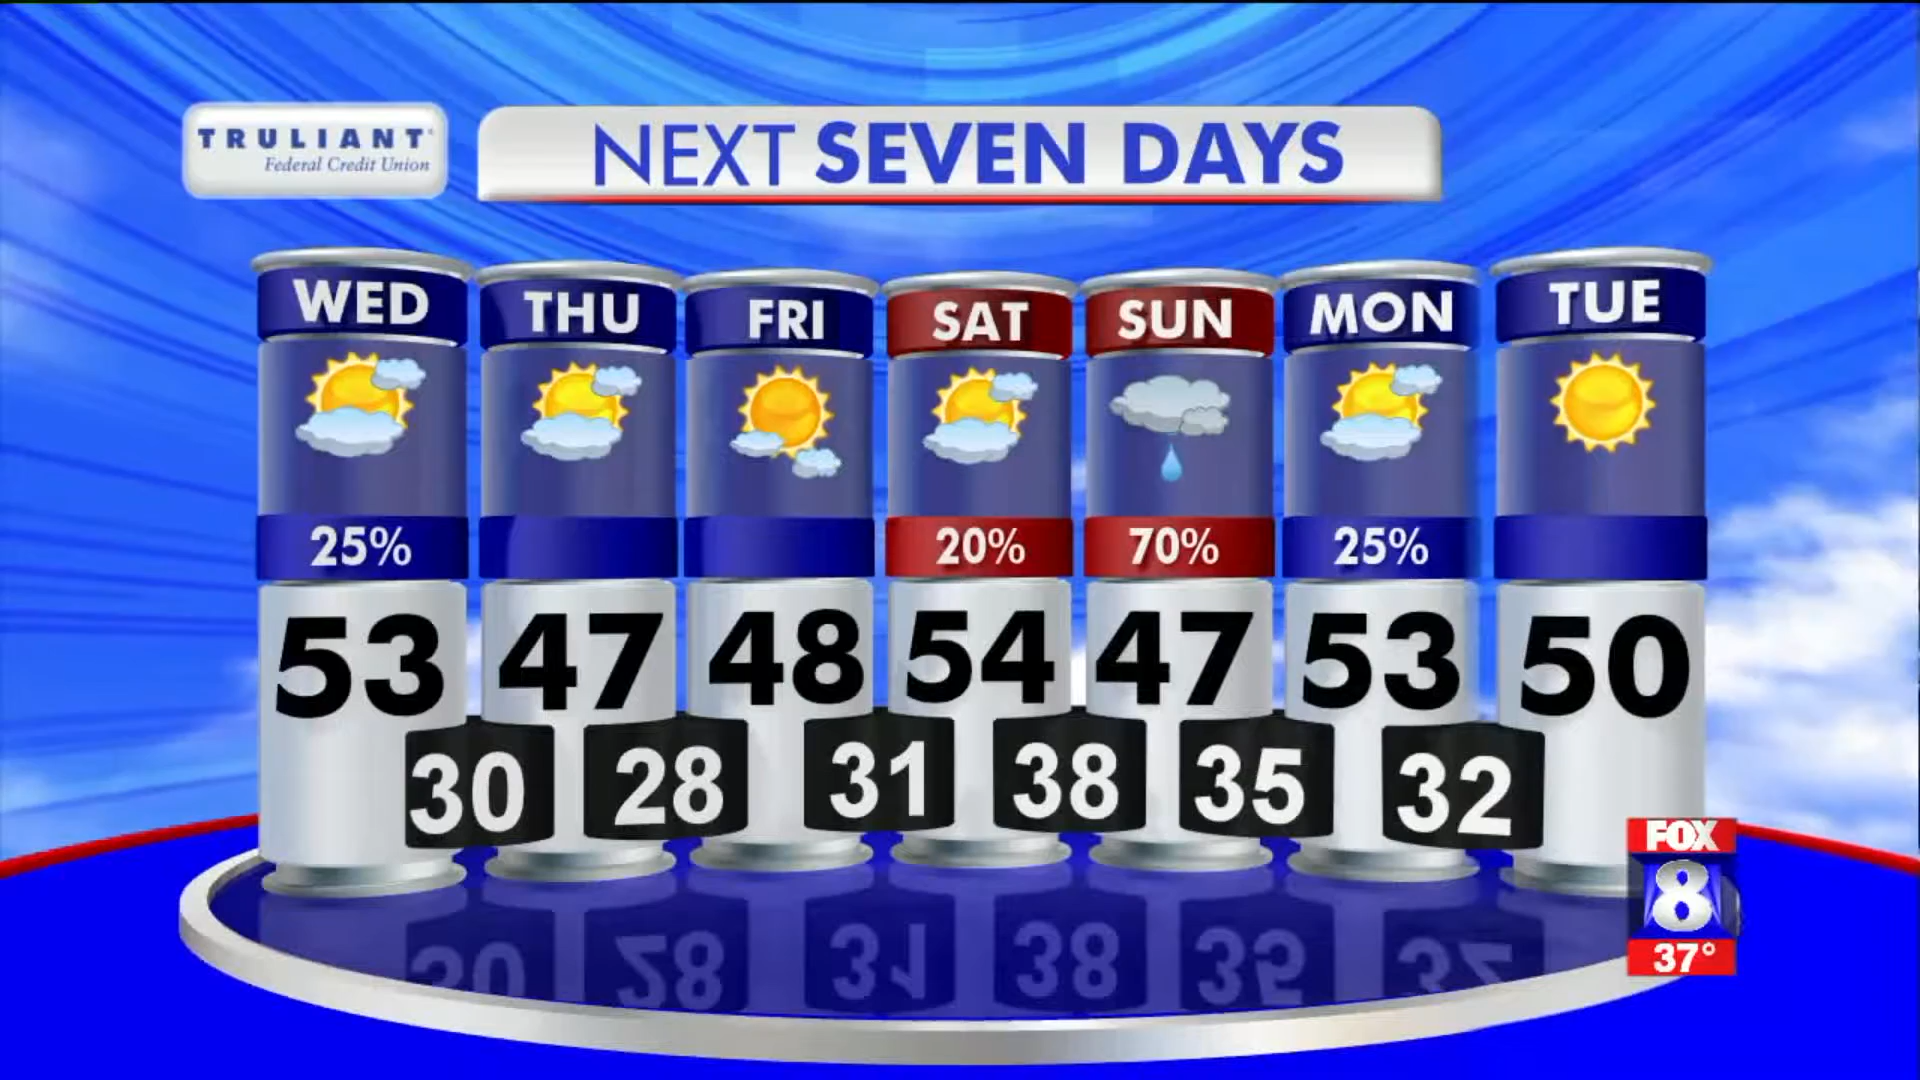 TRULIANT
Federal Credit Union
NEXT SEVEN DAYS
WED THU FRI SAT SUN MON TUE
25% 20% 70% 25%
53 47 48 54 47 53 50
30 28 31 38 35 32
FOX
8
37°